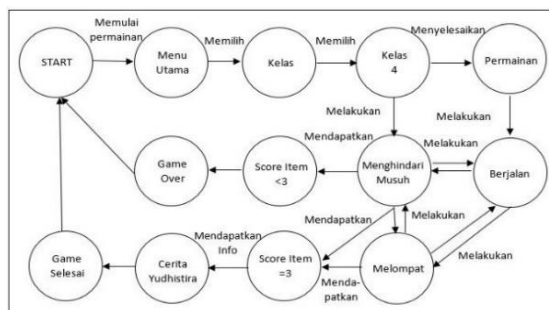 Memulai
permainan
Memilih
Memilih
Menyelesaikan
START
Menu
Utama
Kelas
Kelas
4
Permainan
Melakukan
Melakukan
Mendapatkan
Melakukan
Game
Over
Score Item
<3
Menghindari
Musuh
Berjalan
Mendapatkan
Melakukan
Mendapatkan
Info
Melakukan
Game
Selesai
Cerita
Yudhistira
Score Item
=3
Melompat
Menda-
patkan